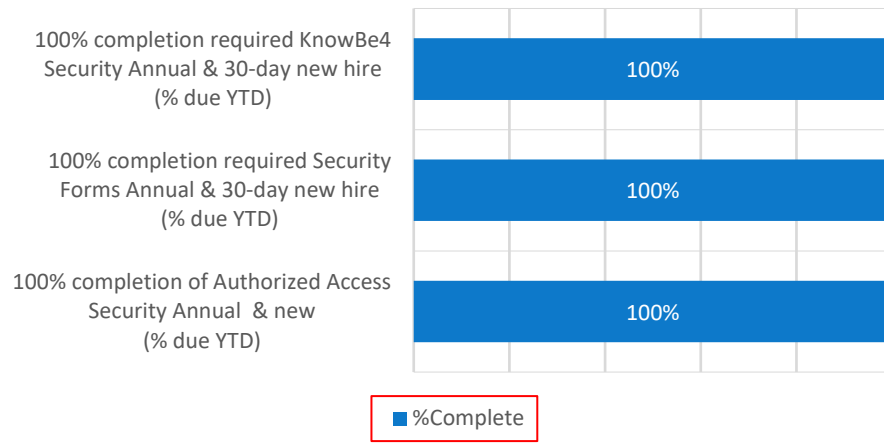 100% completion required KnowBe4
Security Annual & 30-day new hire
(% due YTD)
100%
100% completion required Security
Forms Annual & 30-day new hire
(% due YTD)
100%
100% completion of Authorized Access
Security Annual & new
(% due YTD)
100%
%Complete